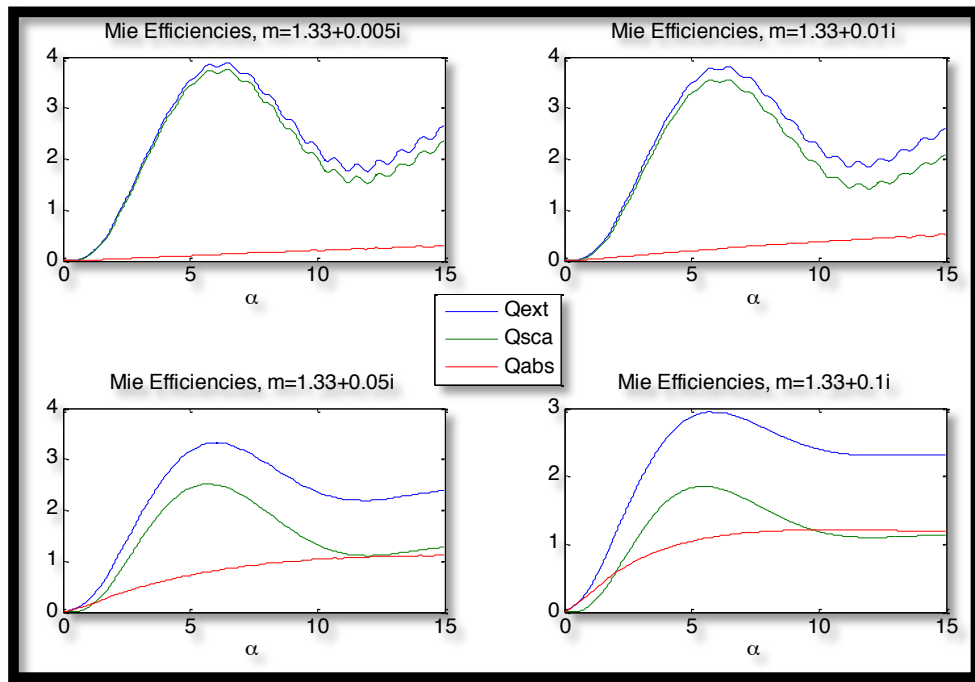 Mie Efficiencies, m=1.33+0.005i
4
3
2
1
0
0 5 10 15
α
Mie Efficiencies, m=1.33+0.01i
4
3
2
1
0
0 5 10 15
α
Qext
Qsca
Qabs
Mie Efficiencies, m=1.33+0.05i
4
3
2
1
0
0 5 10 15
α
Mie Efficiencies, m=1.33+0.1i
3
2
1
0
0 5 10 15
α